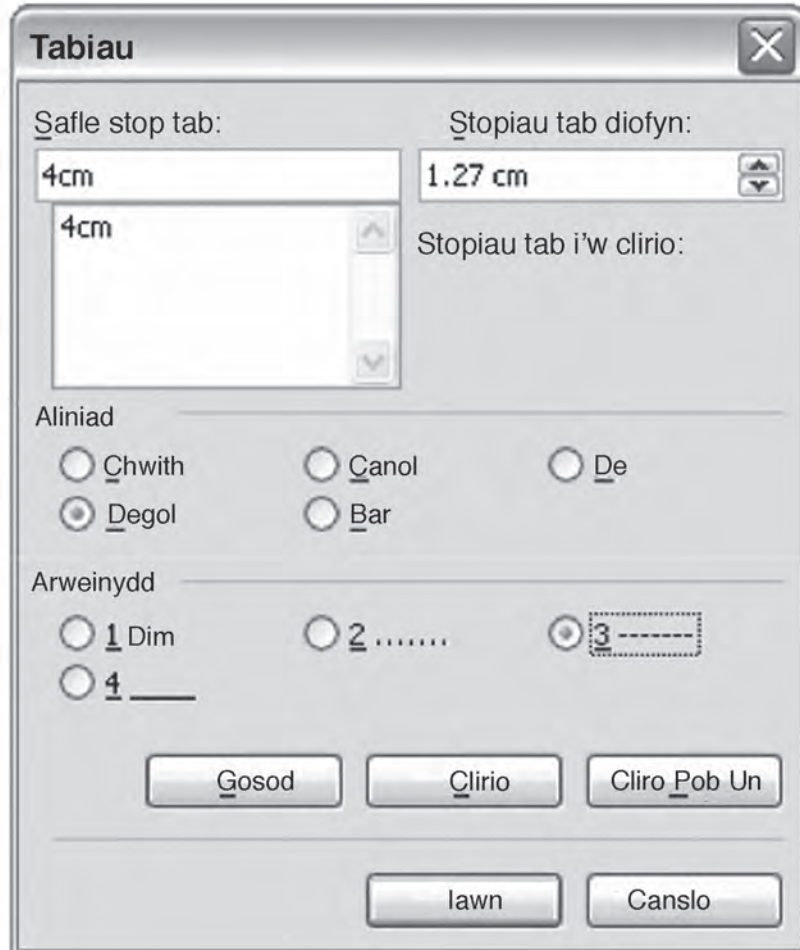 Tabiau
Safle stop tab: Stopiau tab diofyn:
4cm 1.27 cm
4cm
Stopiau tab i'w clirio:
Aliniad
Chwith Canol De
Degol Bar
Arweinydd
1 Dim 2 ....... 3 -------
4 ____
Gosod Clirio Cliro Pob Un
Iawn Canslo